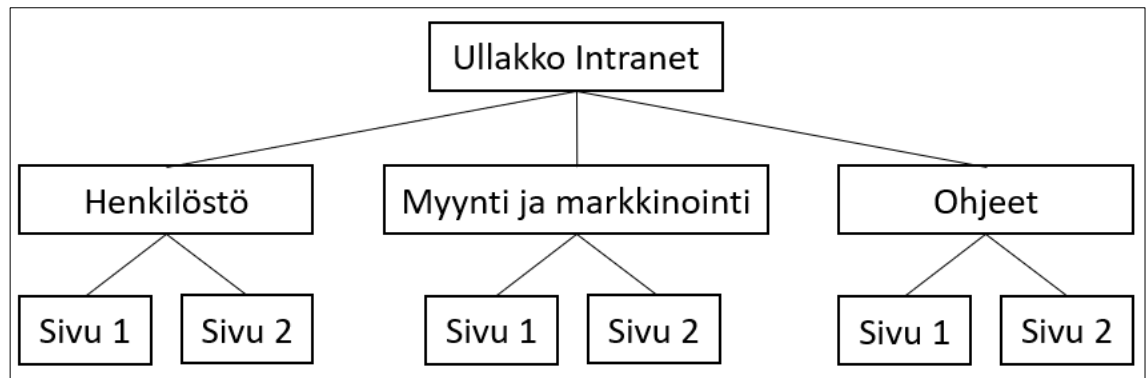 Ullakko Intranet
Henkilöstö
Myynti ja markkinointi
Ohjeet
Sivu 1
Sivu 2
Sivu 1
Sivu 2
Sivu 1
Sivu 2